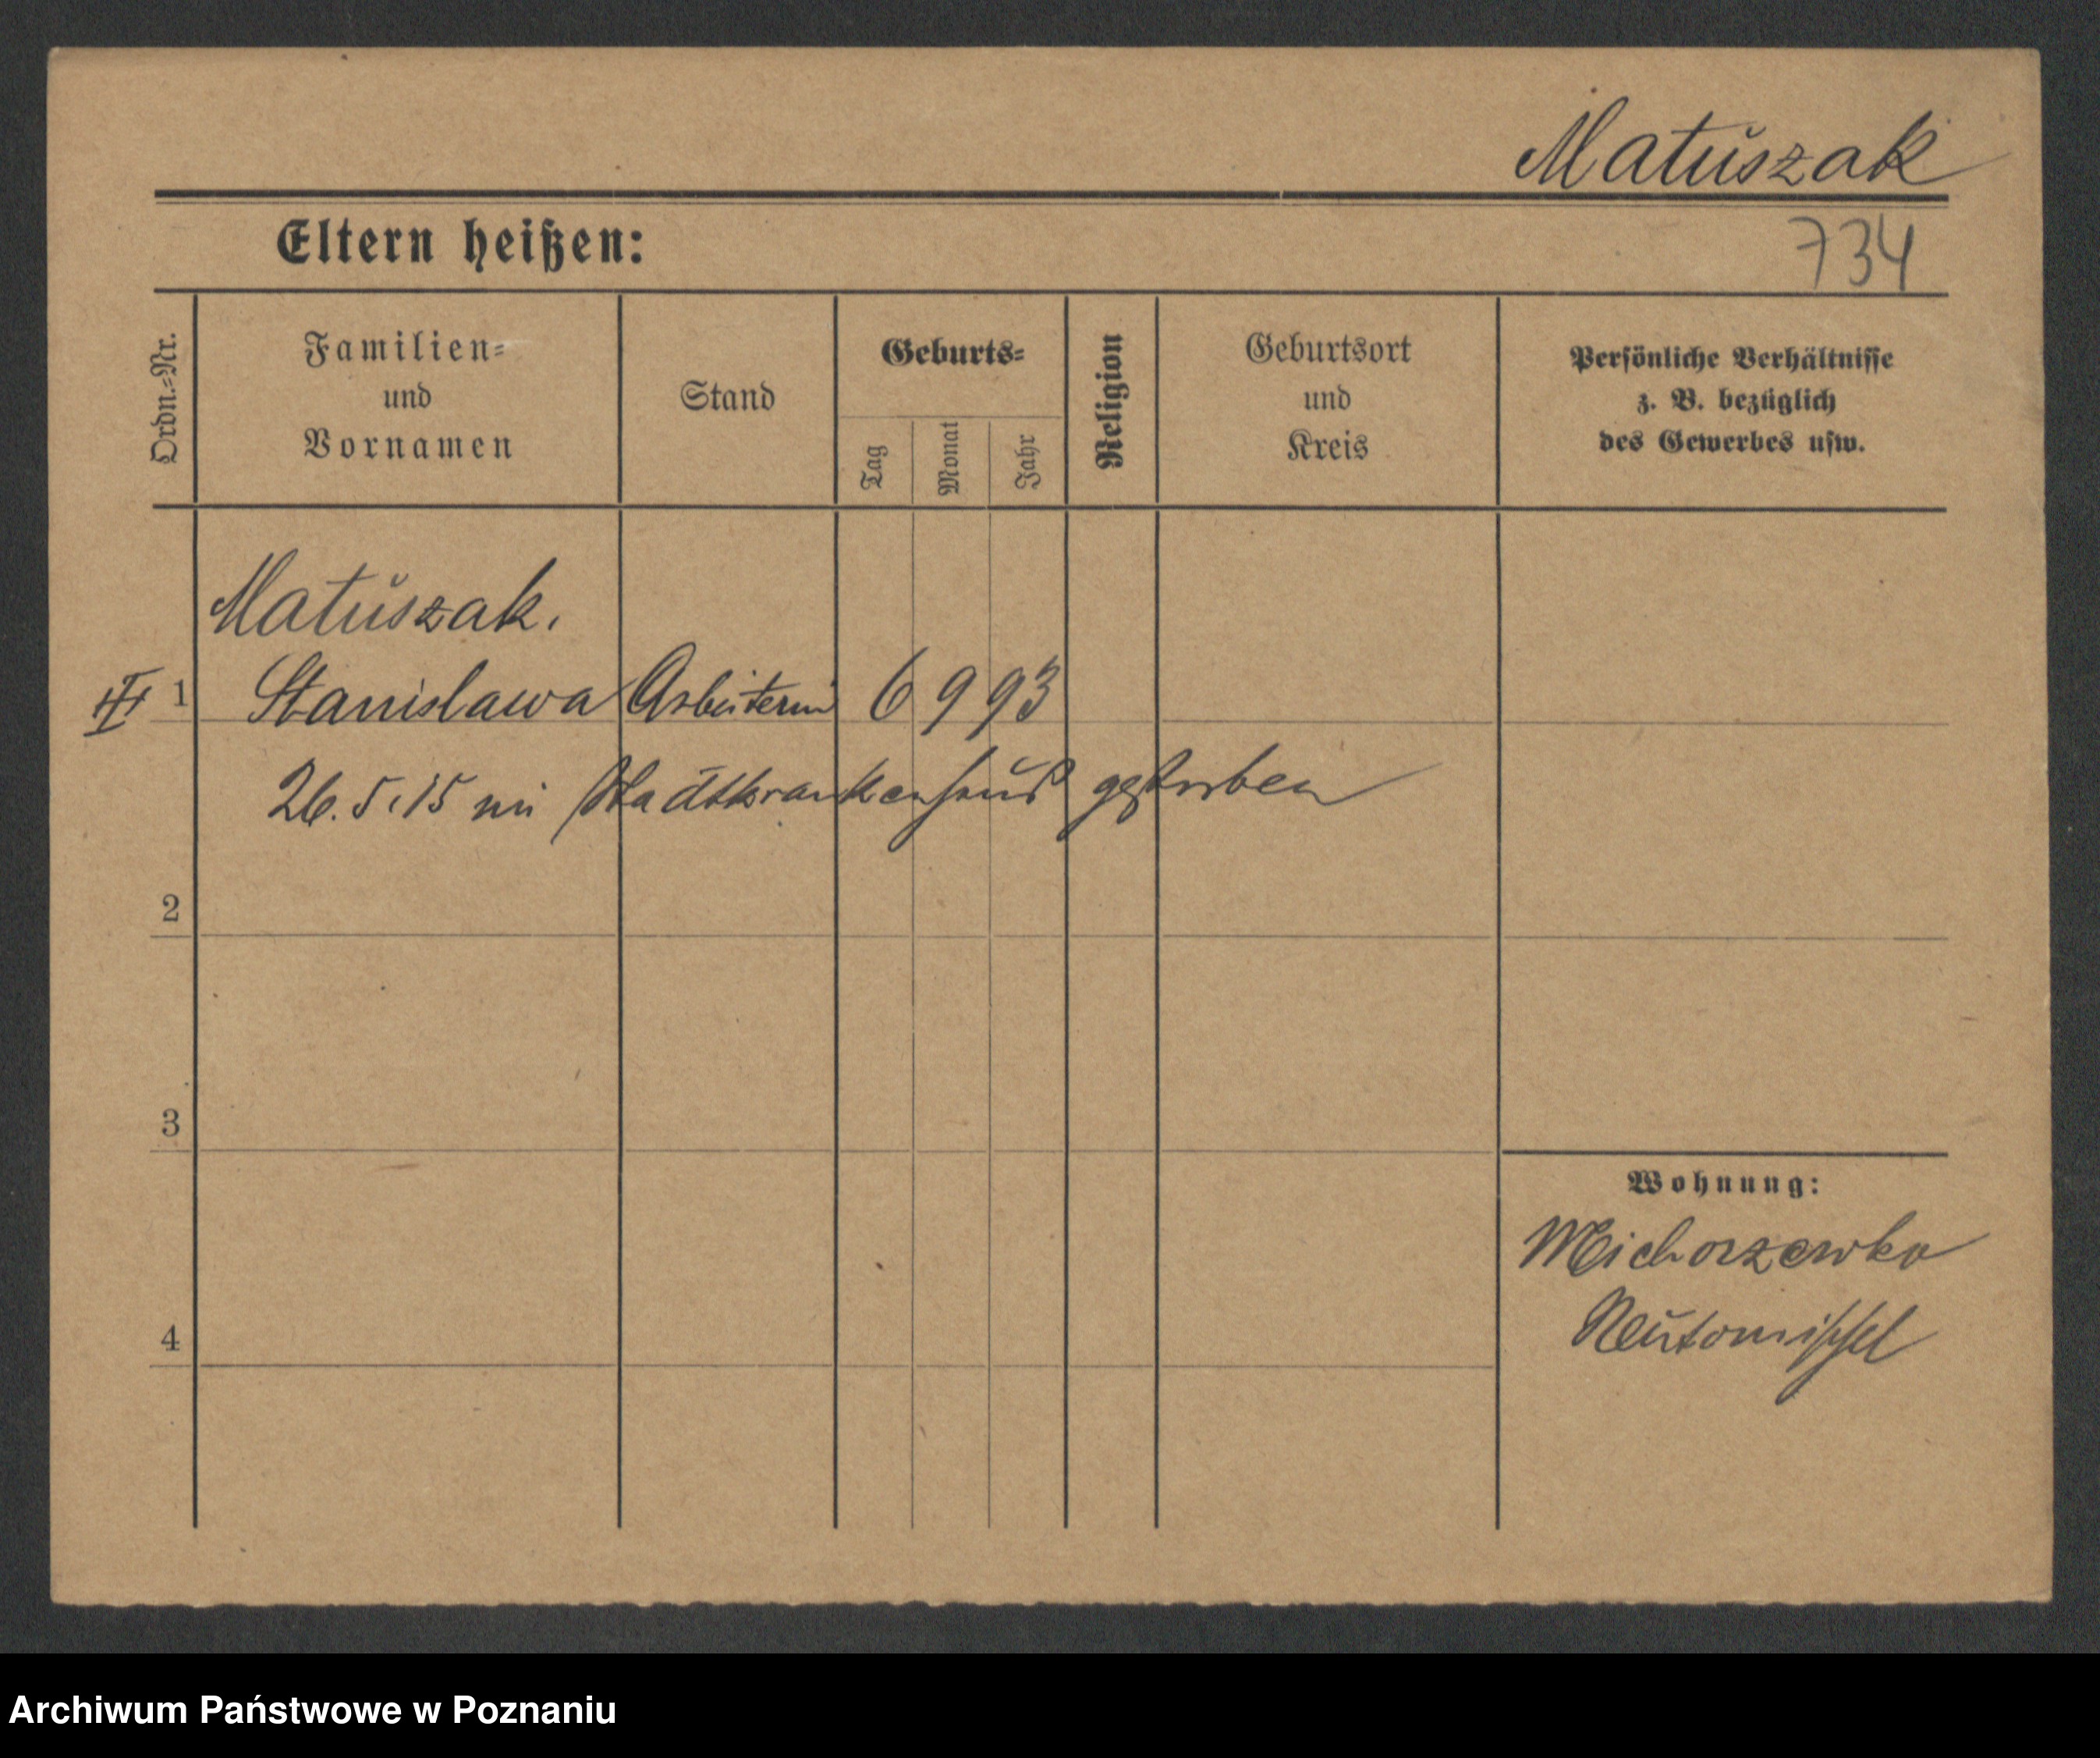 Matuszak
Eltern heißen:
734
Ordn.-Nr.
Familien-
und
Vornamen
Stand
Geburts-
Tag
Monat
Jahr
Religion
Geburtsort
und
Kreis
Persönliche Verhältnisse
z. B. bezüglich
des Gewerbes usw.
Matuszak.
1 Stanislawa Arbeiterin 6 9 93
26.5.15 im Stadtkrankenhaus gestorben
2
3
4
Wohnung:
Michorzewko
Neutomischel
Archiwum Państwowe w Poznaniu